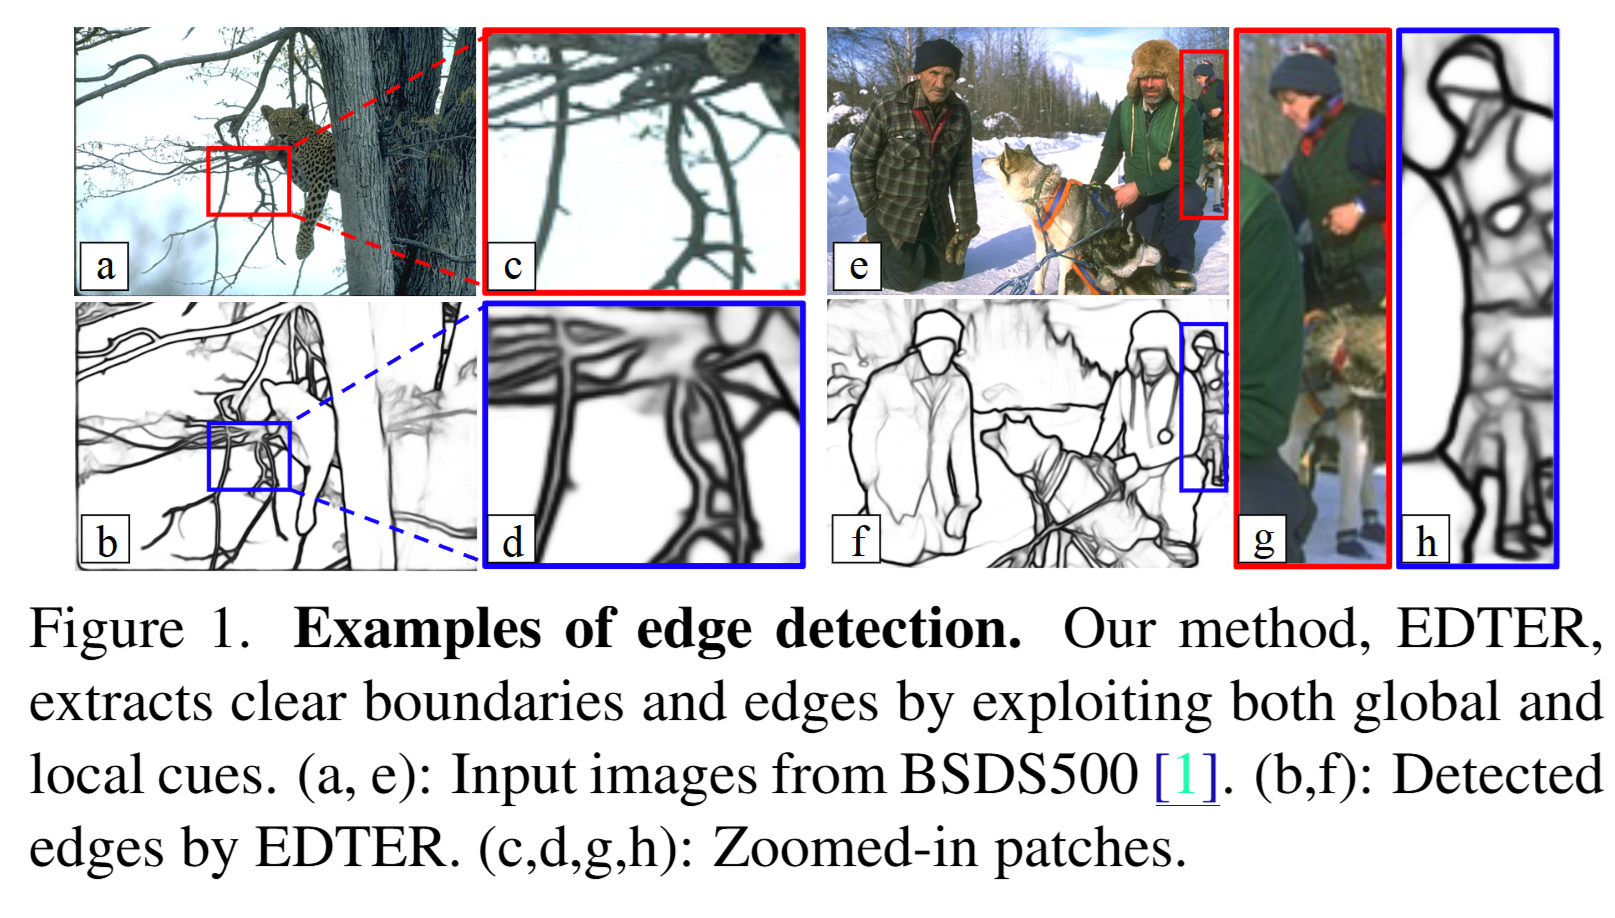 a
c
e
b
d
f
g
h
Figure 1. Examples of edge detection. Our method, EDTER,
extracts clear boundaries and edges by exploiting both global and
local cues. (a, e): Input images from BSDS500 [1]. (b,f): Detected
edges by EDTER. (c,d,g,h): Zoomed-in patches.